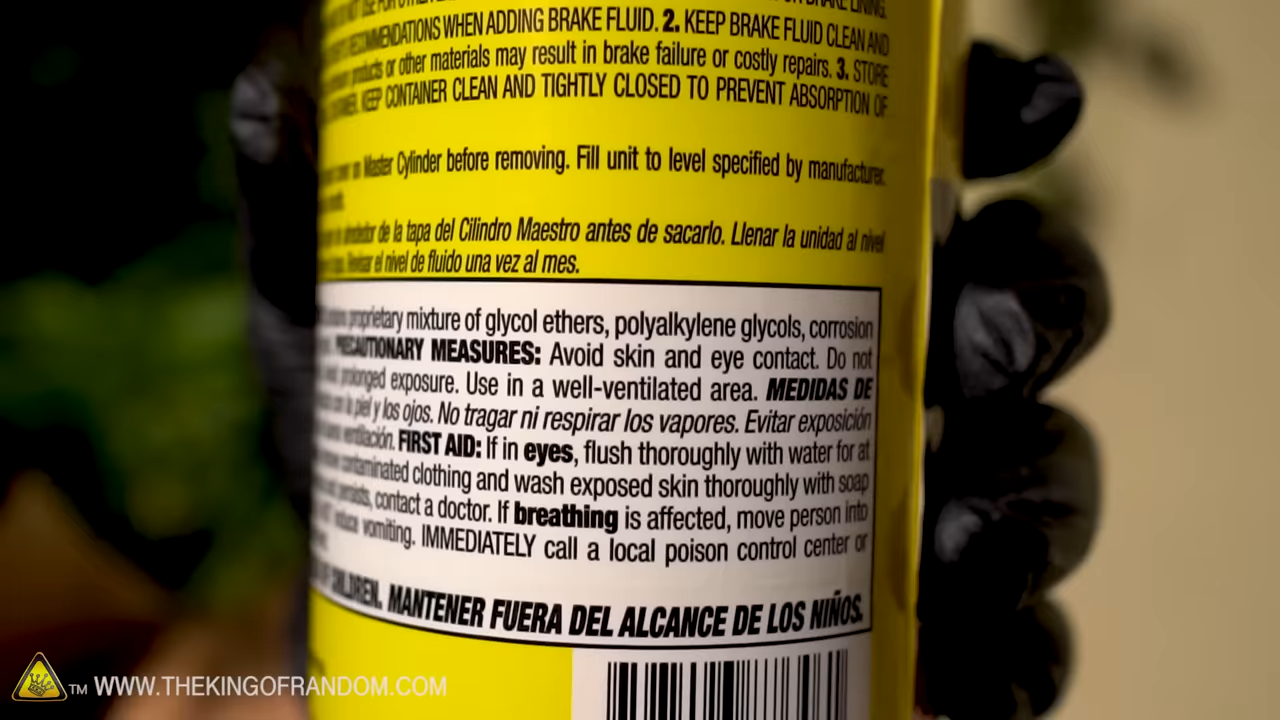 RECOMMENDATIONS WHEN ADDING BRAKE FLUID. 2. KEEP BRAKE FLUID CLEAN AND
products or other materials may result in brake failure or costly repairs. 3. STORE
KEEP CONTAINER CLEAN AND TIGHTLY CLOSED TO PREVENT ABSORPTION OF
on Master Cylinder before removing. Fill unit to level specified by manufacturer.
alrededor de la tapa del Cilindro Maestro antes de sacarlo. Llenar la unidad al nivel
el nivel de fluido una vez al mes.
proprietary mixture of glycol ethers, polyalkylene glycols, corrosion
PRECAUTIONARY MEASURES: Avoid skin and eye contact. Do not
prolonged exposure. Use in a well-ventilated area. MEDIDAS DE
con la piel y los ojos. No tragar ni respirar los vapores. Evitar exposición
ventilación. FIRST AID: If in eyes, flush thoroughly with water for at
contaminated clothing and wash exposed skin thoroughly with soap
persists, contact a doctor. If breathing is affected, move person into
induce vomiting. IMMEDIATELY call a local poison control center or
CHILDREN. MANTENER FUERA DEL ALCANCE DE LOS NIÑOS.
TM WWW.THEKINGOFRANDOM.COM